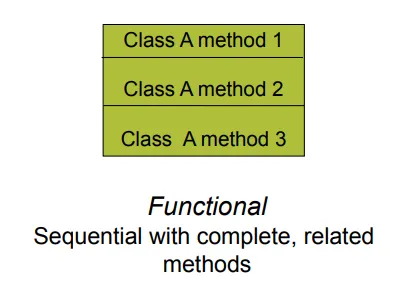 Class A method 1
Class A method 2
Class A method 3
Functional
Sequential with complete, related
methods